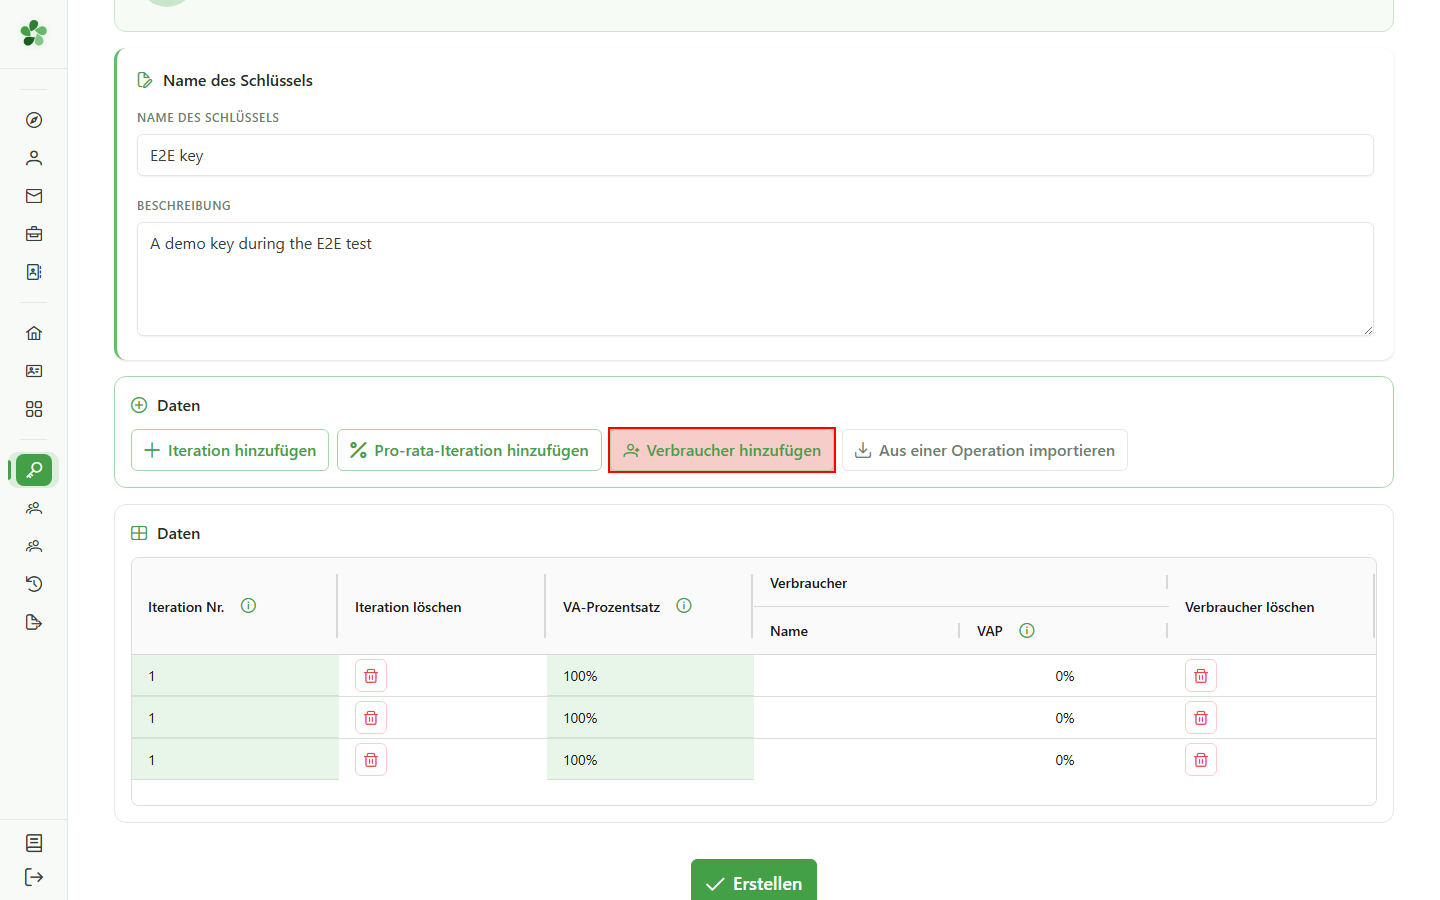 Name des Schlüssels
NAME DES SCHLÜSSELS
E2E key
BESCHREIBUNG
A demo key during the E2E test
Daten
Iteration hinzufügen
Pro-rata-Iteration hinzufügen
Verbraucher hinzufügen
Aus einer Operation importieren
Daten
Iteration Nr.
Iteration löschen
VA-Prozentsatz
Verbraucher
Verbraucher löschen
Name
VAP
1 100% 0%
1 100% 0%
1 100% 0%
Erstellen